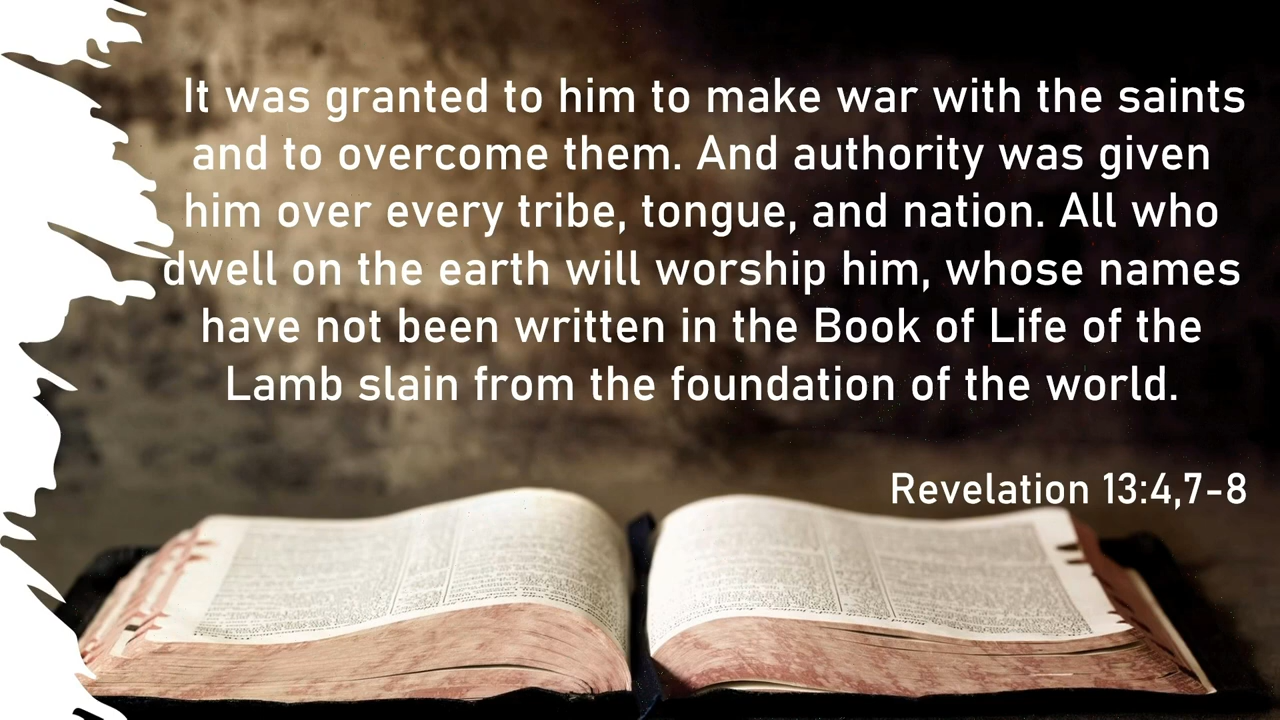 It was granted to him to make war with the saints
and to overcome them. And authority was given
him over every tribe, tongue, and nation. All who
dwell on the earth will worship him, whose names
have not been written in the Book of Life of the
Lamb slain from the foundation of the world.
Revelation 13:4,7-8